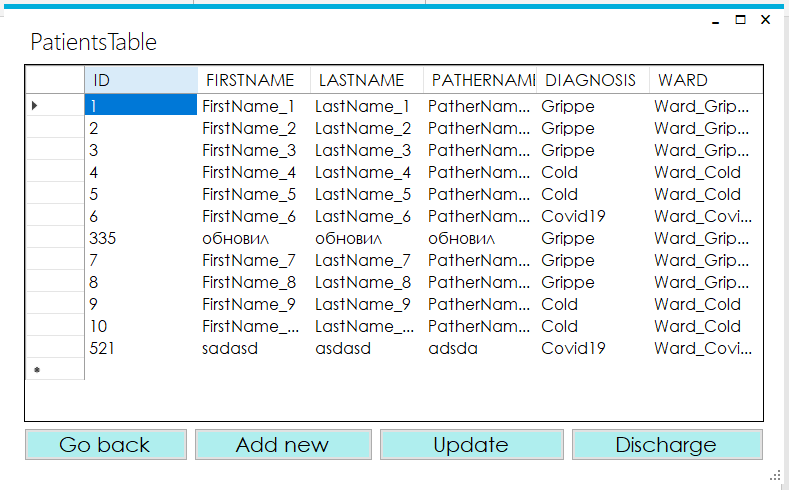 PatientsTable
ID FIRSTNAME LASTNAME PATHERNAME DIAGNOSIS WARD
1 FirstName_1 LastName_1 PatherNam... Grippe Ward_Grip...
2 FirstName_2 LastName_2 PatherNam... Grippe Ward_Grip...
3 FirstName_3 LastName_3 PatherNam... Grippe Ward_Grip...
4 FirstName_4 LastName_4 PatherNam... Cold Ward_Cold
5 FirstName_5 LastName_5 PatherNam... Cold Ward_Cold
6 FirstName_6 LastName_6 PatherNam... Covid19 Ward_Covi...
335 обновил обновил обновил Grippe Ward_Grip...
7 FirstName_7 LastName_7 PatherNam... Grippe Ward_Grip...
8 FirstName_8 LastName_8 PatherNam... Grippe Ward_Grip...
9 FirstName_9 LastName_9 PatherNam... Cold Ward_Cold
10 FirstName_... LastName_... PatherNam... Cold Ward_Cold
521 sadasd asdasd adsda Covid19 Ward_Covi...
Go back Add new Update Discharge